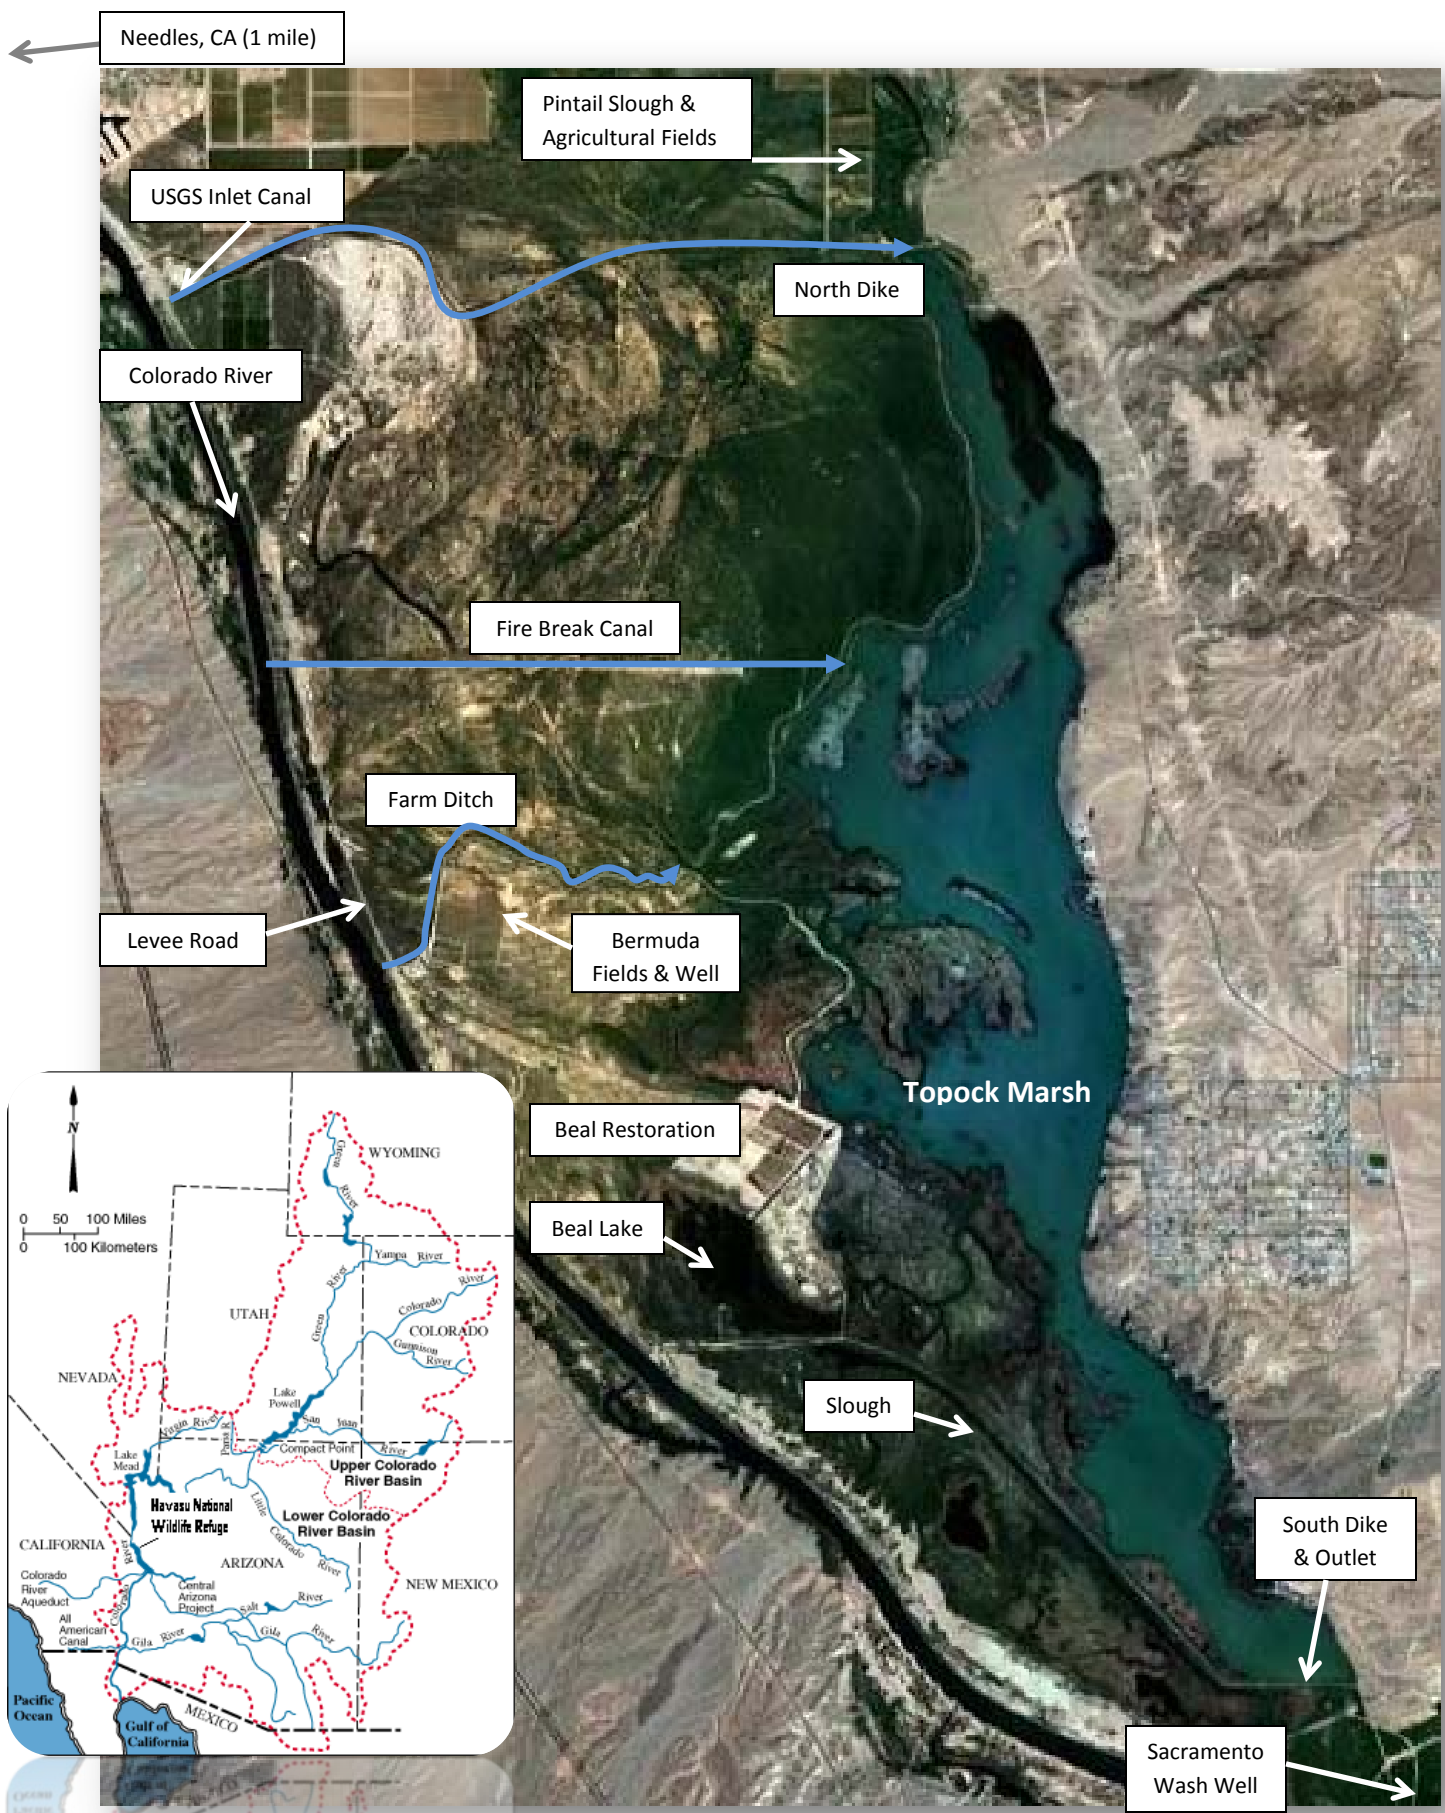 Needles, CA (1 mile)
Pintail Slough &
Agricultural Fields
USGS Inlet Canal
North Dike
Colorado River
Fire Break Canal
Farm Ditch
Levee Road
Bermuda
Fields & Well
Topock Marsh
Beal Restoration
Beal Lake
Slough
South Dike
& Outlet
Sacramento
Wash Well
N
0 50 100 Miles
0 100 Kilometers
WYOMING
Green
River
Yampa River
UTAH
Green
River
Colorado
River
COLORADO
Gunnison
River
NEVADA
Lake
Powell
Virgin River
Paria R.
San Juan
River
Compact Point
Lake
Mead
Upper Colorado
River Basin
Havasu National
Wildlife Refuge
Little
Colorado
River
Lower Colorado
River Basin
CALIFORNIA
River
Colorado
ARIZONA
NEW MEXICO
Colorado
River
Aqueduct
Central
Arizona
Project
Salt River
All
American
Canal
Gila River
Gila River
Pacific
Ocean
MEXICO
Gulf of
California